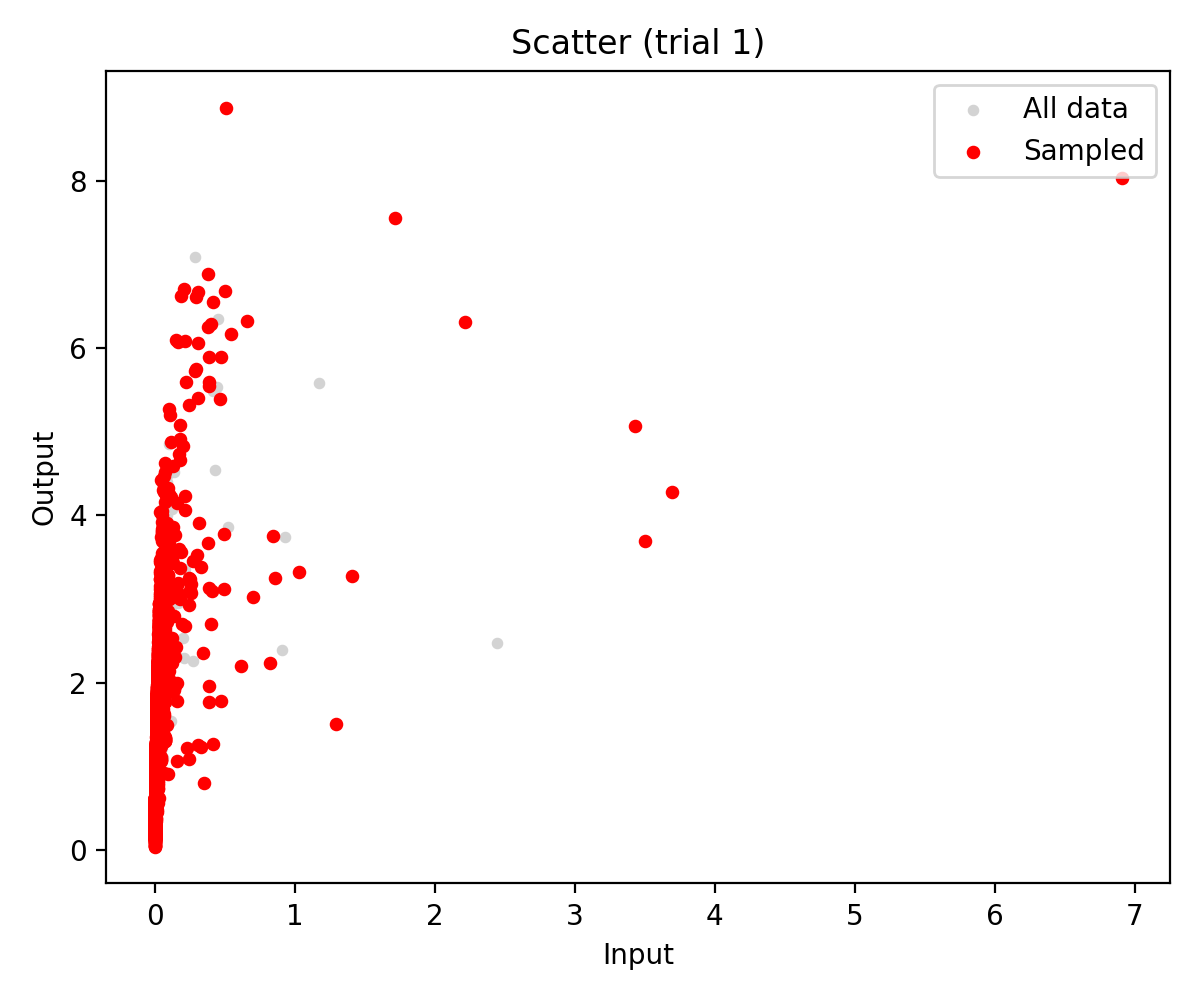 Scatter (trial 1)
All data
Sampled
8
6
4
2
0
Output
0 1 2 3 4 5 6 7
Input